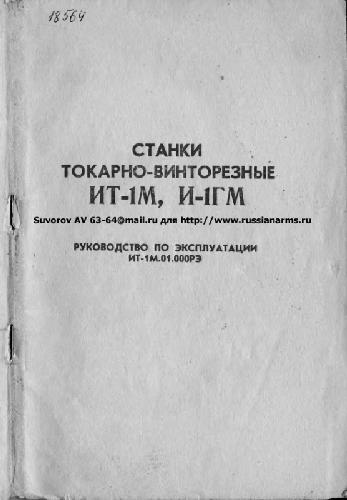 18564
СТАНКИ
ТОКАРНО-ВИНТОРЕЗНЫЕ
ИТ-1М, И-1ГМ
Suvorov AV 63-64@mail.ru для http://www.russianarms.ru
РУКОВОДСТВО ПО ЭКСПЛУАТАЦИИ
ИТ-1М.01.000РЭ